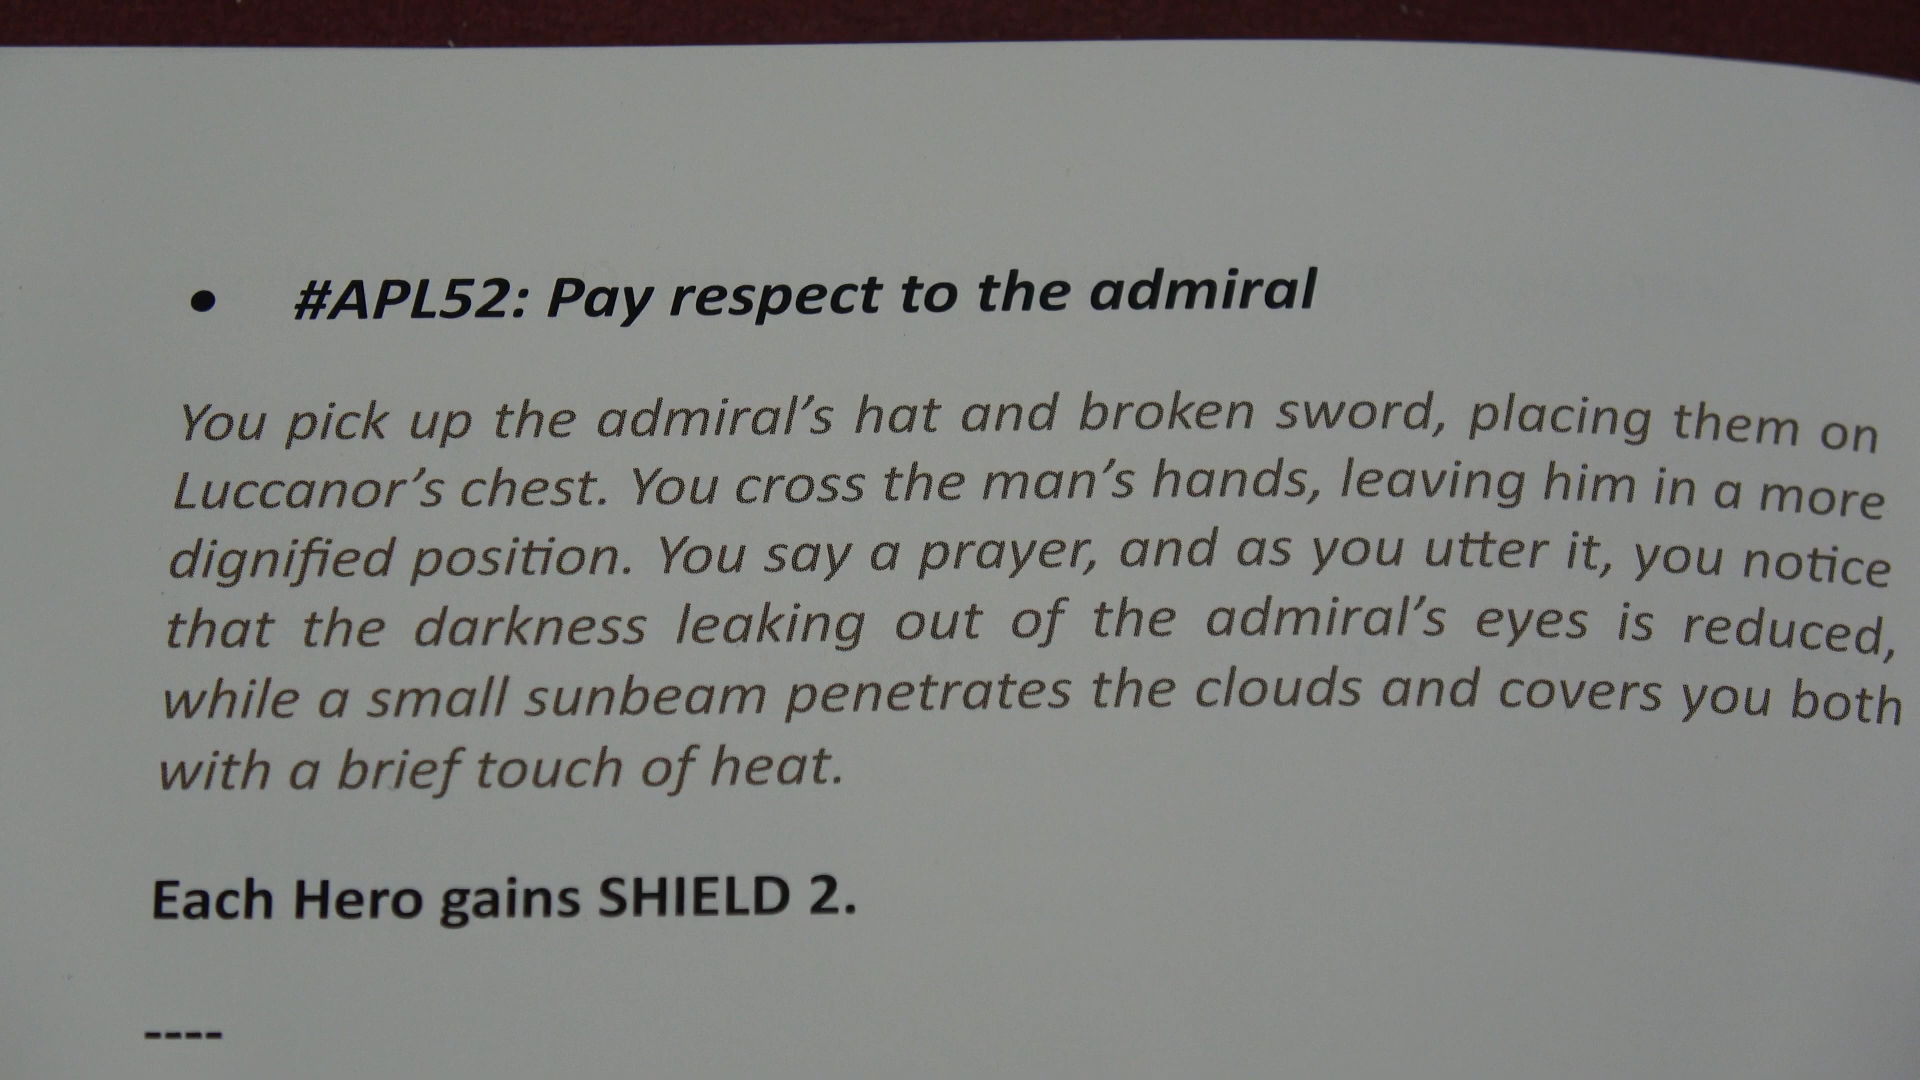 • #APL52: Pay respect to the admiral
You pick up the admiral’s hat and broken sword, placing them on
Luccanor’s chest. You cross the man’s hands, leaving him in a more
dignified position. You say a prayer, and as you utter it, you notice
that the darkness leaking out of the admiral’s eyes is reduced,
while a small sunbeam penetrates the clouds and covers you both
with a brief touch of heat.
Each Hero gains SHIELD 2.
----